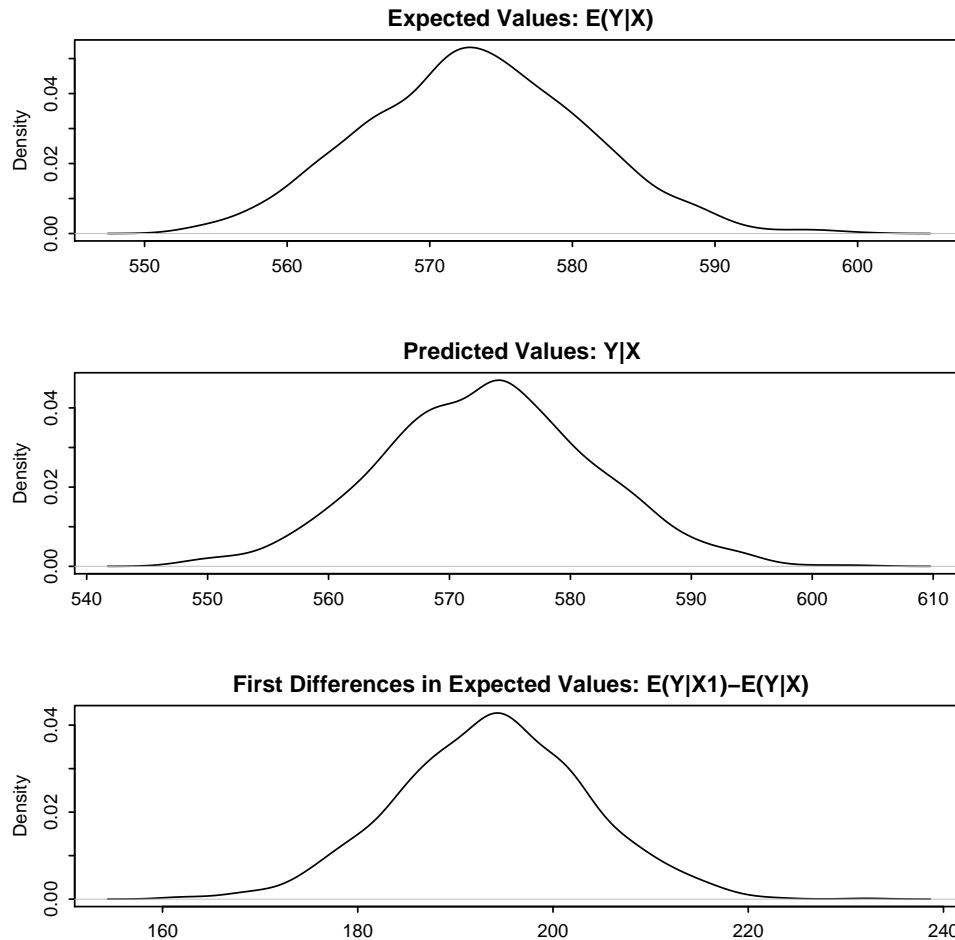 Expected Values: E(Y|X)
Density
0.00 0.02 0.04
550 560 570 580 590 600
Predicted Values: Y|X
Density
0.00 0.02 0.04
540 550 560 570 580 590 600 610
First Differences in Expected Values: E(Y|X1)−E(Y|X)
Density
0.00 0.02 0.04
160 180 200 220 240